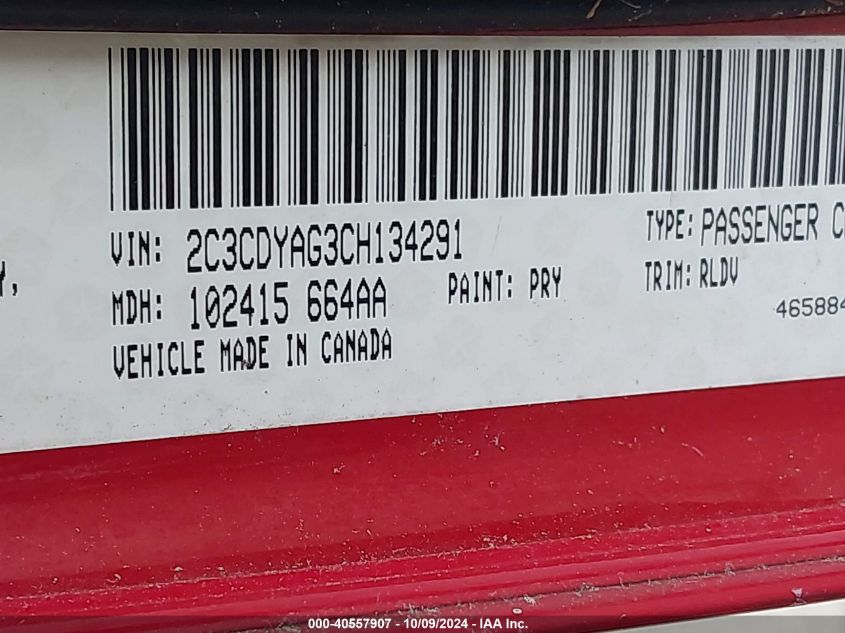 VIN: 2C3CDYAG3CH134291
TYPE: PASSENGER C
Y,
MDH: 102415 664AA
PAINT: PRY
TRIM: RLDV
46588
VEHICLE MADE IN CANADA
000-40557907 - 10/09/2024 - IAA Inc.